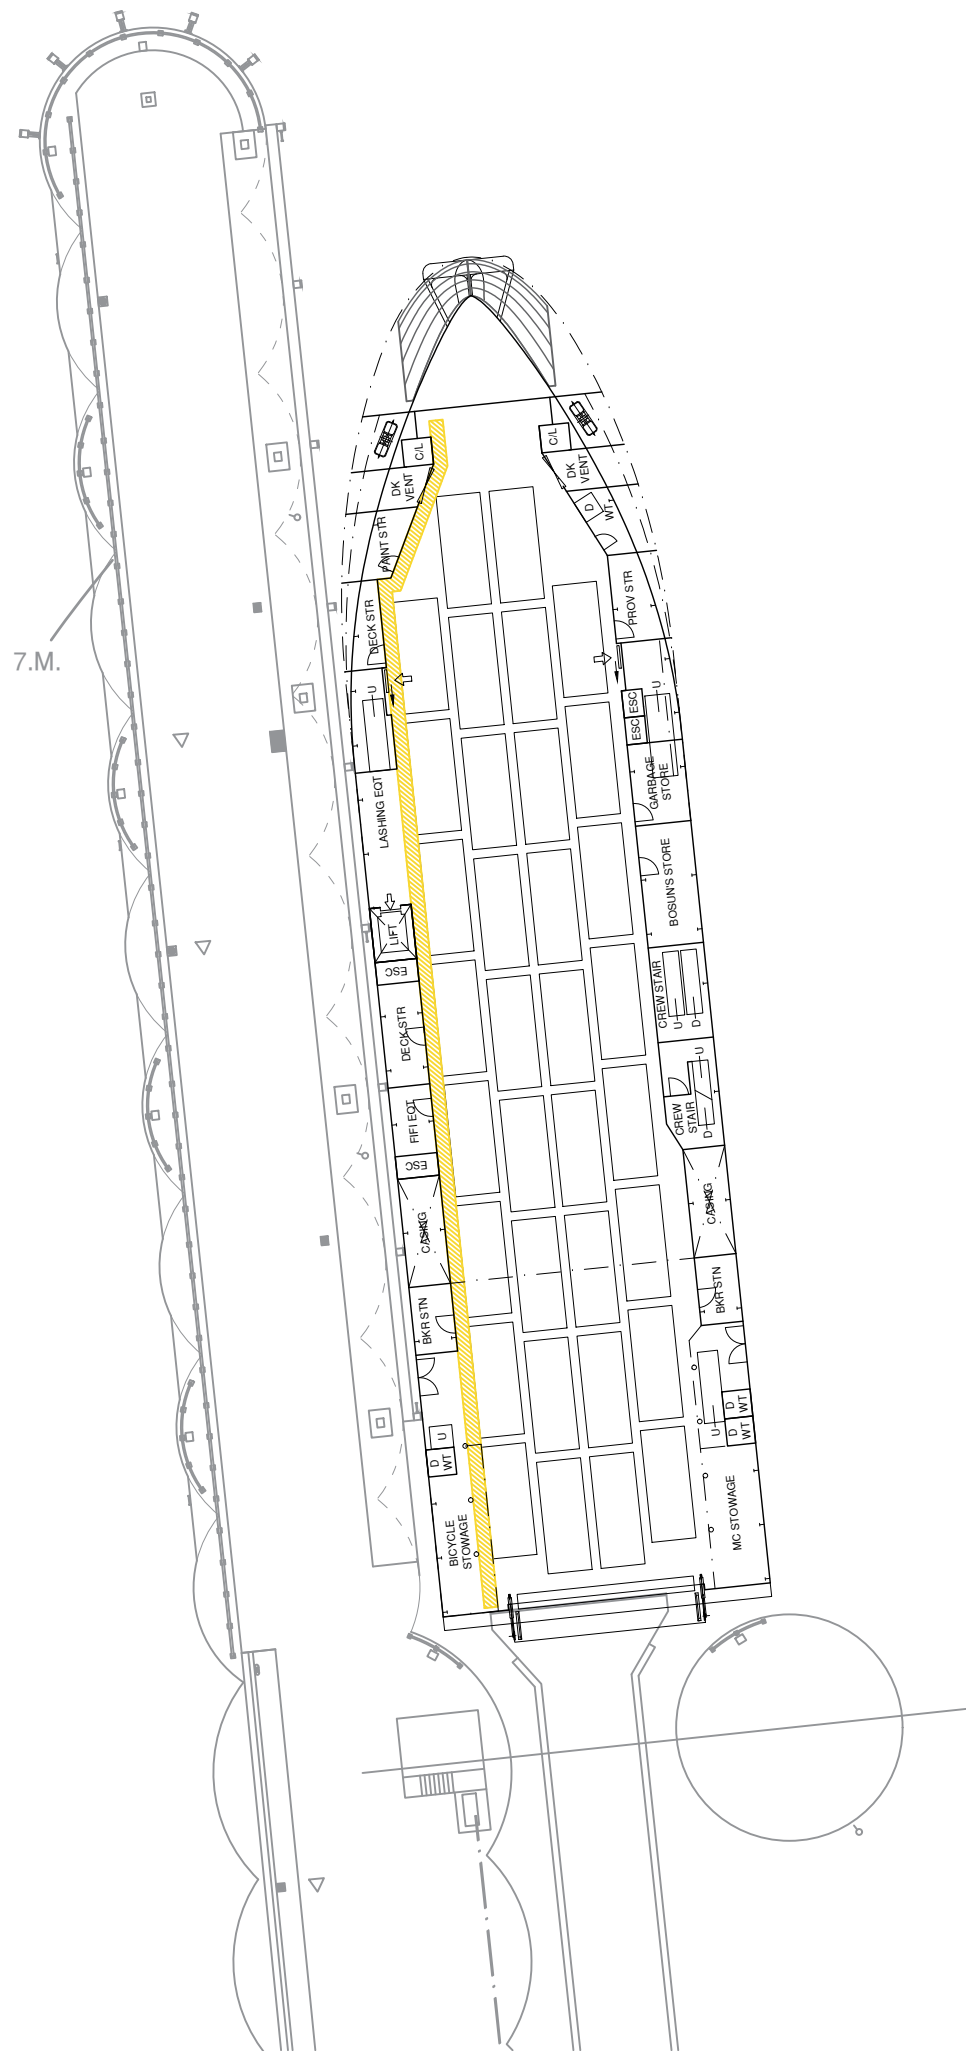 C/L
C/L
DK
VENT
DK
VENT
D
WT
PAINT STR
PROV STR
DECK STR
7.M.
U
U
ESC
ESC
GARBAGE
STORE
LASHING EQT
BOSUN'S STORE
LIFT
ESC
CREW STAIR
U
D
DECK STR
U
CREW
STAIR
D
FIFI EQT
ESC
CASING
CASING
BKR STN
BKR STN
U
D
WT
U
D
WT
D
WT
BICYCLE
STOWAGE
MC STOWAGE